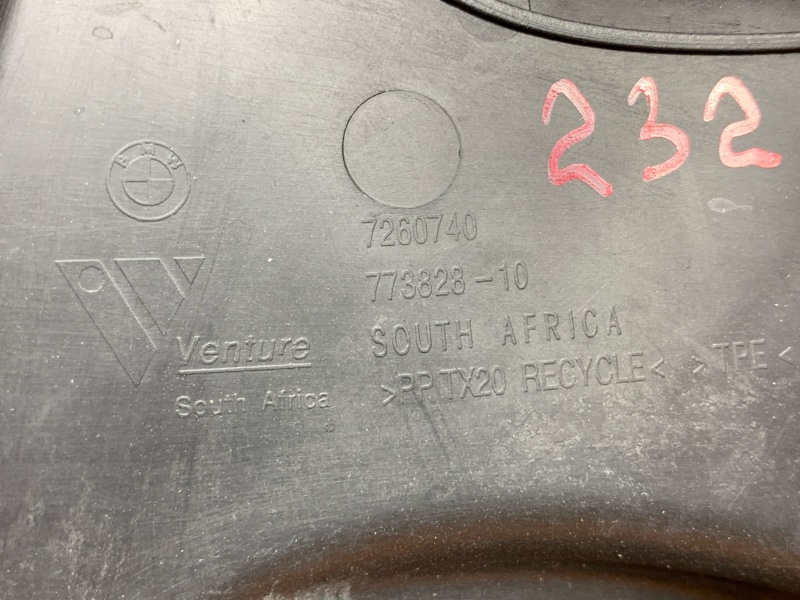 232
BMW
7260740
773828-10
Venture
SOUTH AFRICA
South Africa
>PP.TX20 RECYCLE< >TPE<